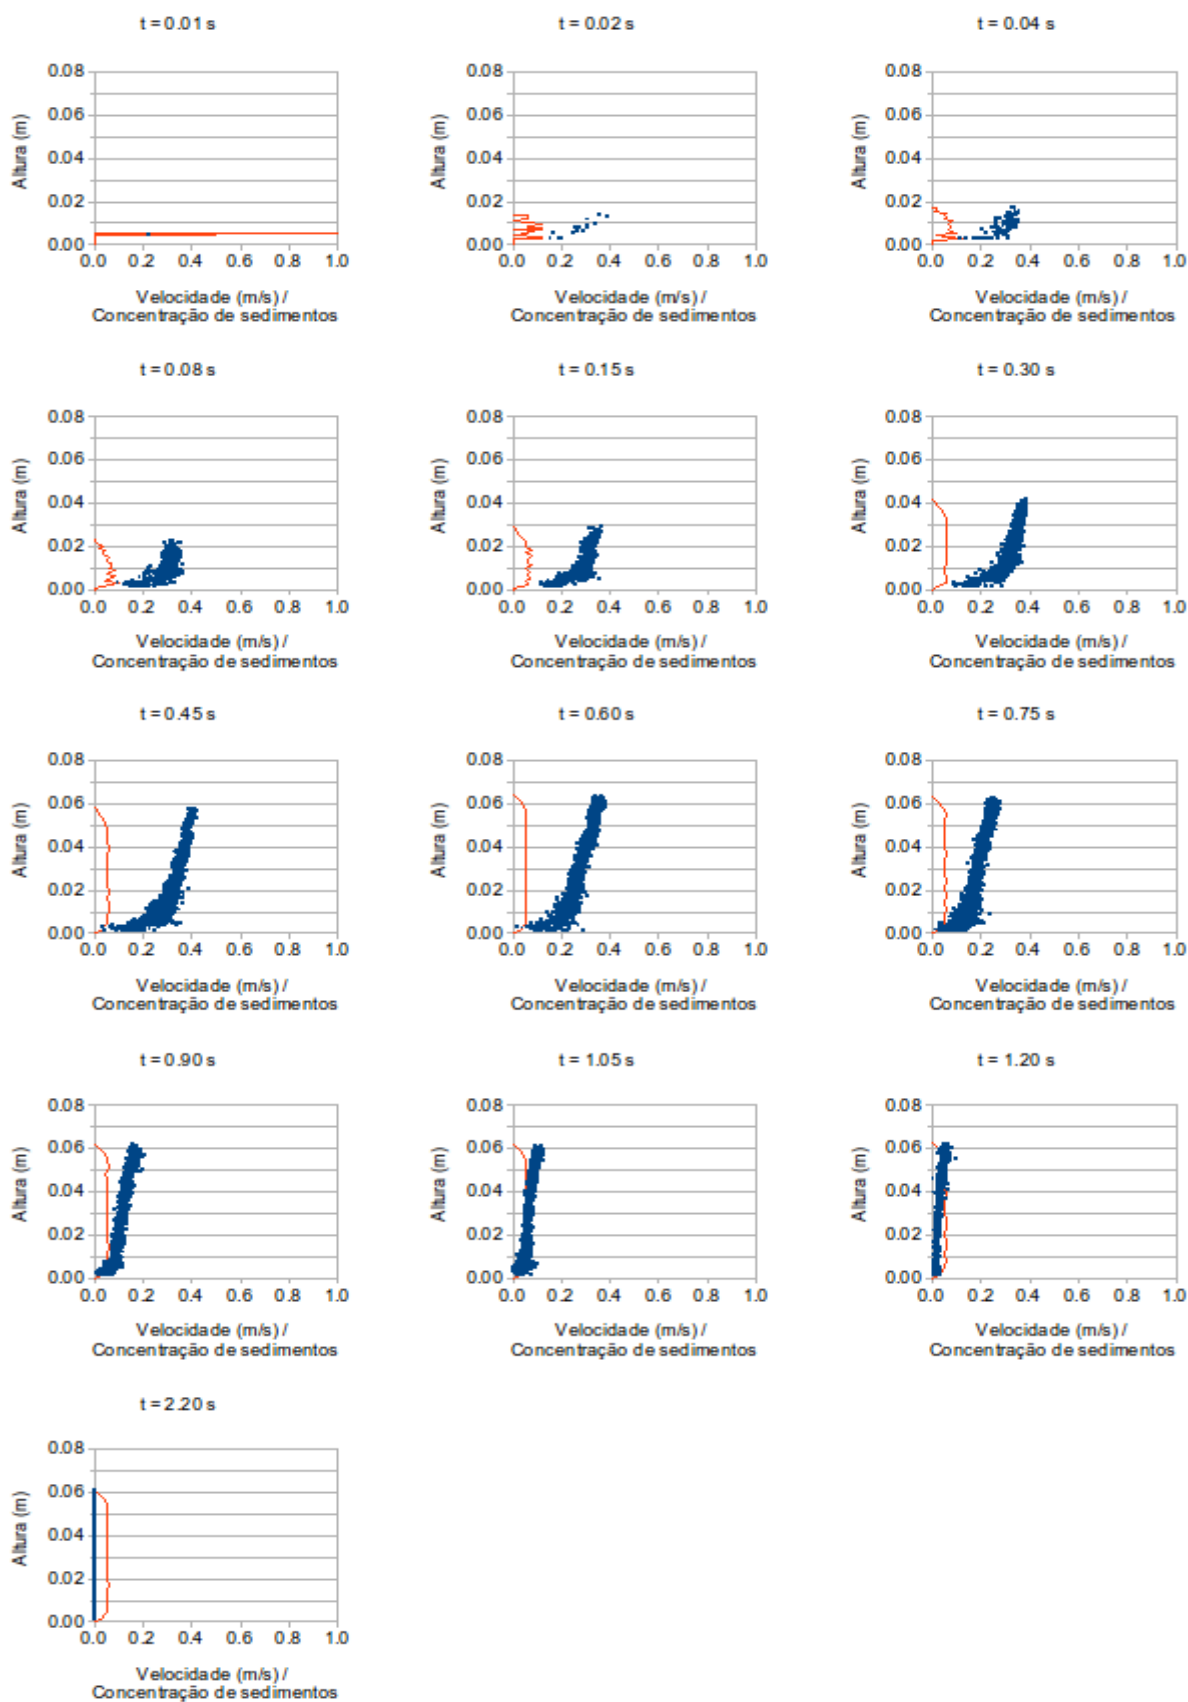 t = 0.01 s
t = 0.02 s
t = 0.04 s
0.08
0.06
0.04
0.02
0.00
Altura (m)
0.0 0.2 0.4 0.6 0.8 1.0
Velocidade (m/s) /
Concentração de sedimentos
0.08
0.06
0.04
0.02
0.00
Altura (m)
0.0 0.2 0.4 0.6 0.8 1.0
Velocidade (m/s) /
Concentração de sedimentos
0.08
0.06
0.04
0.02
0.00
Altura (m)
0.0 0.2 0.4 0.6 0.8 1.0
Velocidade (m/s) /
Concentração de sedimentos
t = 0.08 s
t = 0.15 s
t = 0.30 s
0.08
0.06
0.04
0.02
0.00
Altura (m)
0.0 0.2 0.4 0.6 0.8 1.0
Velocidade (m/s) /
Concentração de sedimentos
0.08
0.06
0.04
0.02
0.00
Altura (m)
0.0 0.2 0.4 0.6 0.8 1.0
Velocidade (m/s) /
Concentração de sedimentos
0.08
0.06
0.04
0.02
0.00
Altura (m)
0.0 0.2 0.4 0.6 0.8 1.0
Velocidade (m/s) /
Concentração de sedimentos
t = 0.45 s
t = 0.60 s
t = 0.75 s
0.08
0.06
0.04
0.02
0.00
Altura (m)
0.0 0.2 0.4 0.6 0.8 1.0
Velocidade (m/s) /
Concentração de sedimentos
0.08
0.06
0.04
0.02
0.00
Altura (m)
0.0 0.2 0.4 0.6 0.8 1.0
Velocidade (m/s) /
Concentração de sedimentos
0.08
0.06
0.04
0.02
0.00
Altura (m)
0.0 0.2 0.4 0.6 0.8 1.0
Velocidade (m/s) /
Concentração de sedimentos
t = 0.90 s
t = 1.05 s
t = 1.20 s
0.08
0.06
0.04
0.02
0.00
Altura (m)
0.0 0.2 0.4 0.6 0.8 1.0
Velocidade (m/s) /
Concentração de sedimentos
0.08
0.06
0.04
0.02
0.00
Altura (m)
0.0 0.2 0.4 0.6 0.8 1.0
Velocidade (m/s) /
Concentração de sedimentos
0.08
0.06
0.04
0.02
0.00
Altura (m)
0.0 0.2 0.4 0.6 0.8 1.0
Velocidade (m/s) /
Concentração de sedimentos
t = 2.20 s
0.08
0.06
0.04
0.02
0.00
Altura (m)
0.0 0.2 0.4 0.6 0.8 1.0
Velocidade (m/s) /
Concentração de sedimentos